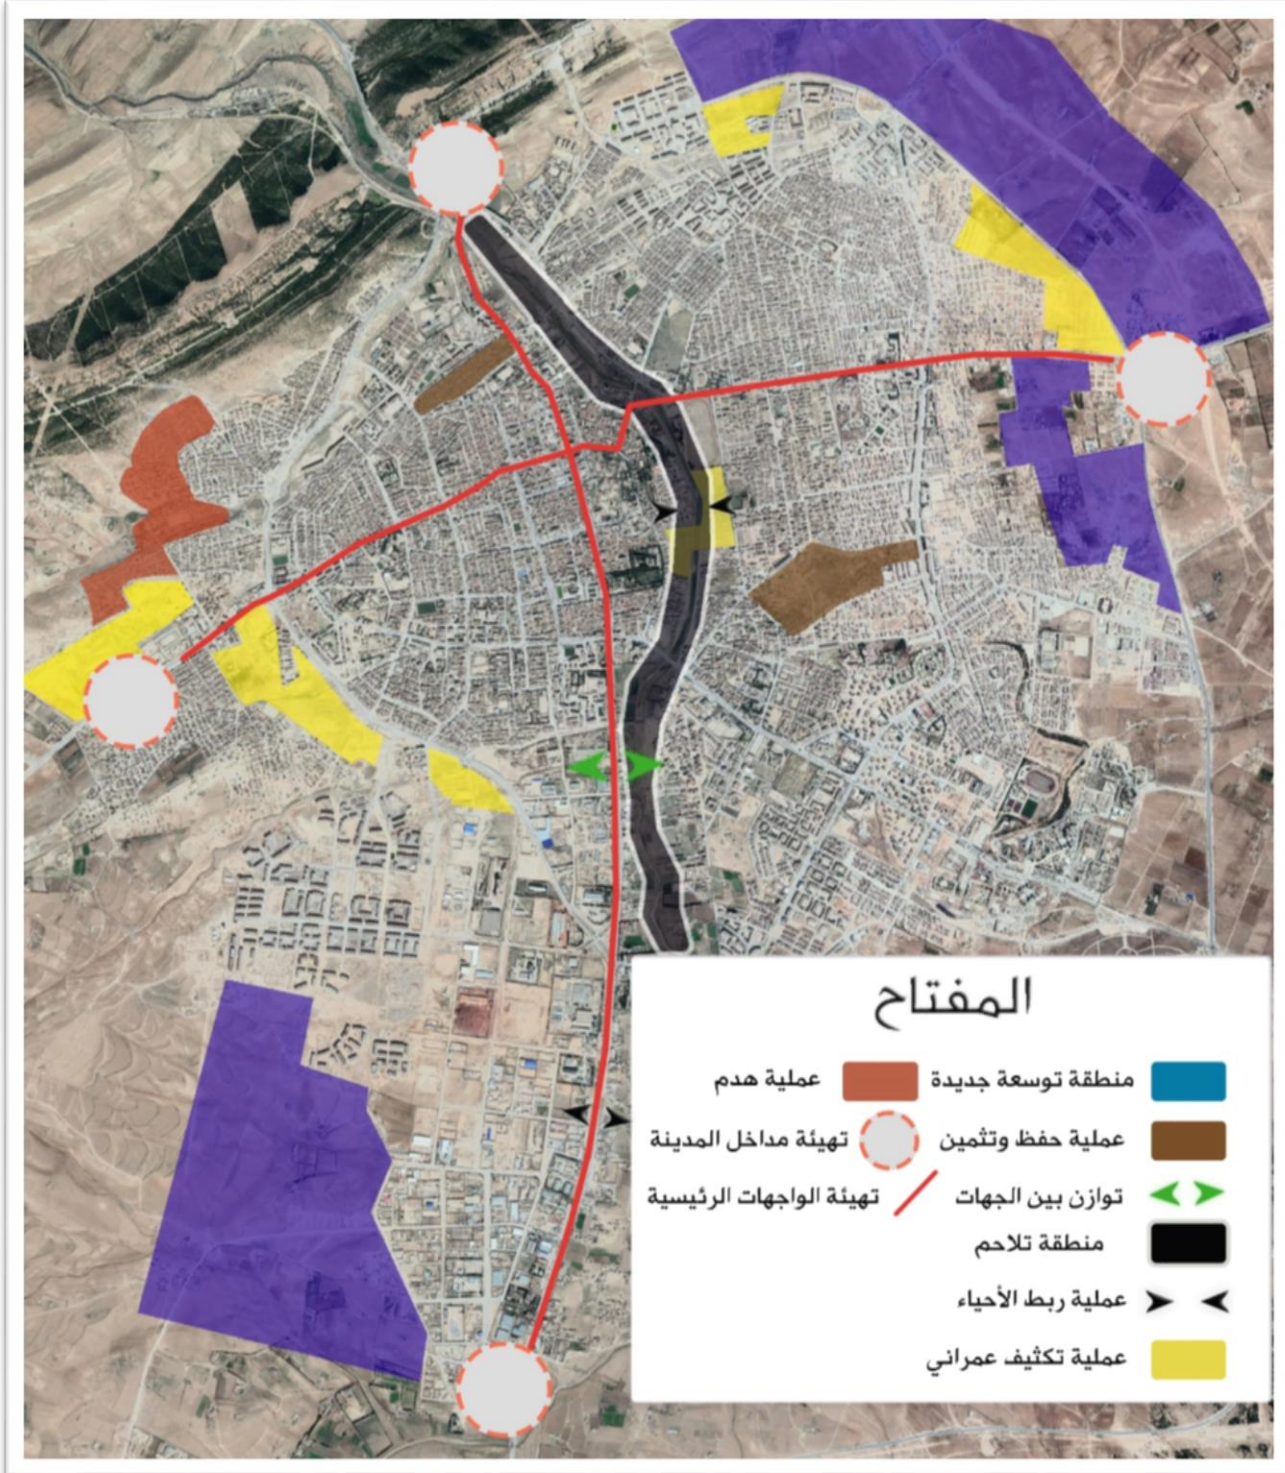 المفتاح
منطقة توسعة جديدة
عملية هدم
عملية حفظ وتثمين
تهيئة مداخل المدينة
توازن بين الجهات
تهيئة الواجهات الرئيسية
منطقة تلاحم
عملية ربط الأحياء
عملية تكثيف عمراني